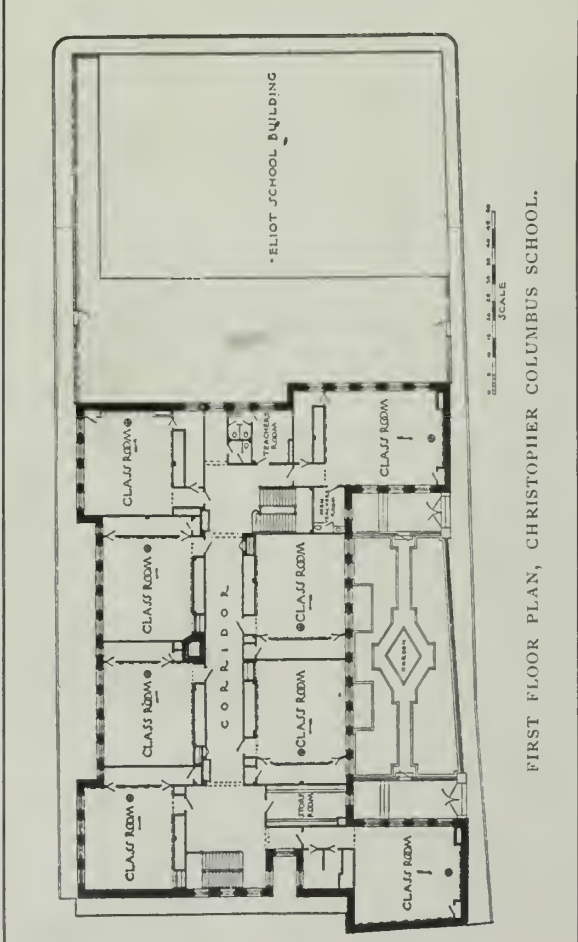 ·ELIOT SCHOOL BUILDING
CLASS ROOM
TEACHERS
ROOM
CLASS ROOM
CLASS ROOM
CLASS ROOM
CORRIDOR
CLASS ROOM
CLASS ROOM
GARDEN
CLASS ROOM
STORE
ROOM
CLASS ROOM
SCALE
FIRST FLOOR PLAN, CHRISTOPHER COLUMBUS SCHOOL.